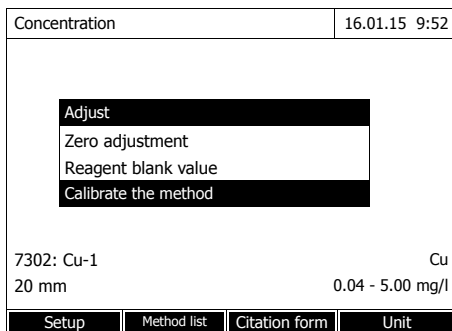 Concentration 16.01.15 9:52
Adjust
Zero adjustment
Reagent blank value
Calibrate the method
7302: Cu-1 Cu
20 mm 0.04 - 5.00 mg/l
Setup Method list Citation form Unit